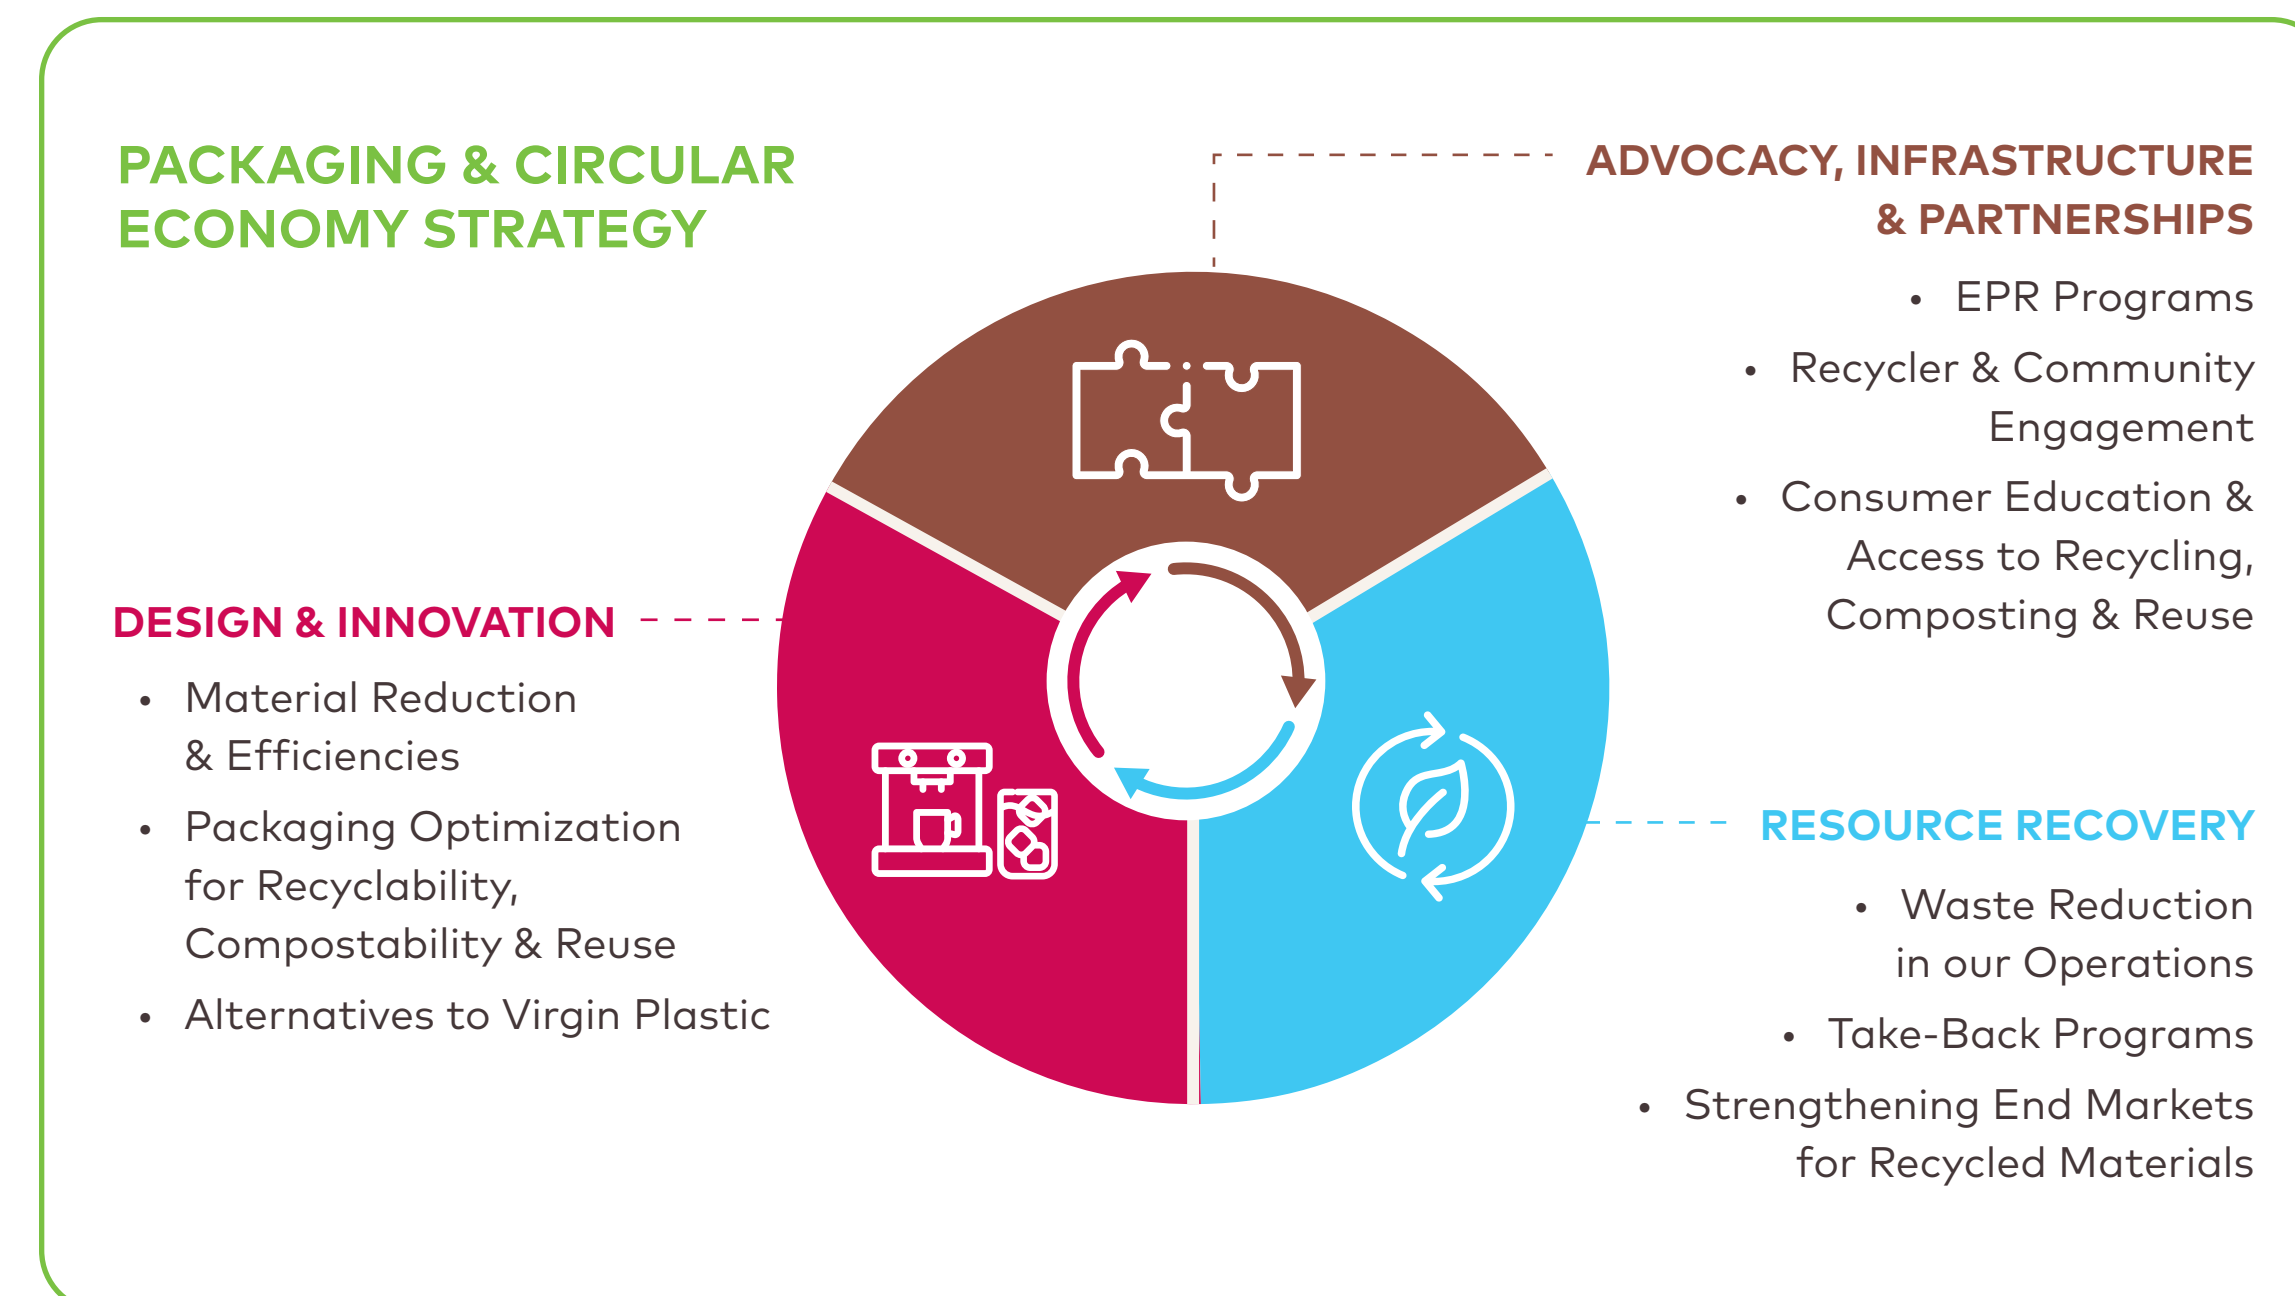 PACKAGING & CIRCULAR
ECONOMY STRATEGY
ADVOCACY, INFRASTRUCTURE
& PARTNERSHIPS
• EPR Programs
• Recycler & Community
Engagement
• Consumer Education &
Access to Recycling,
Composting & Reuse
DESIGN & INNOVATION
• Material Reduction
& Efficiencies
• Packaging Optimization
for Recyclability,
Compostability & Reuse
• Alternatives to Virgin Plastic
RESOURCE RECOVERY
• Waste Reduction
in our Operations
• Take-Back Programs
• Strengthening End Markets
for Recycled Materials